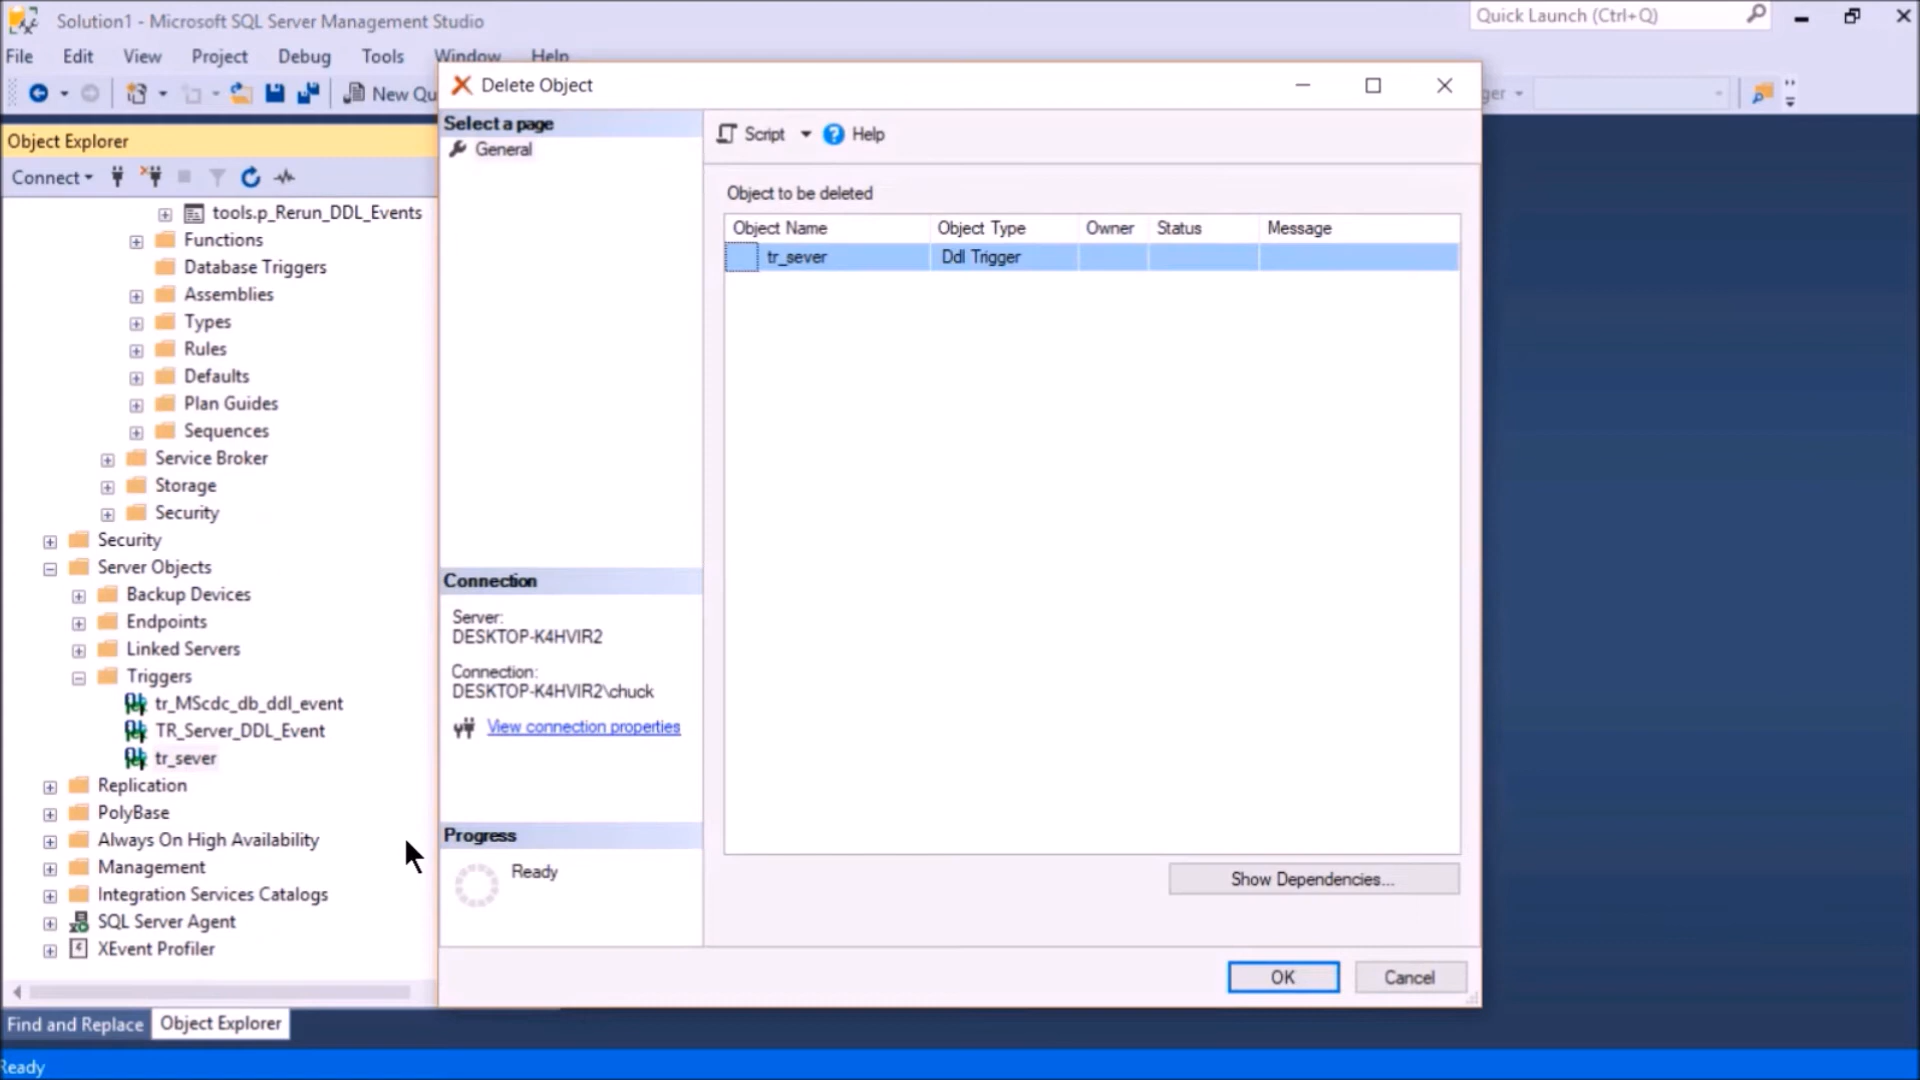 Solution1 - Microsoft SQL Server Management Studio
Quick Launch (Ctrl+Q)
File Edit View Project Debug Tools Window Help
New Qu
ger
Object Explorer
Connect
tools.p_Rerun_DDL_Events
Functions
Database Triggers
Assemblies
Types
Rules
Defaults
Plan Guides
Sequences
Service Broker
Storage
Security
Security
Server Objects
Backup Devices
Endpoints
Linked Servers
Triggers
tr_MScdc_db_ddl_event
TR_Server_DDL_Event
tr_sever
Replication
PolyBase
Always On High Availability
Management
Integration Services Catalogs
SQL Server Agent
XEvent Profiler
Find and Replace Object Explorer
Ready
Delete Object
Select a page
General
Connection
Server:
DESKTOP-K4HVIR2
Connection:
DESKTOP-K4HVIR2\chuck
View connection properties
Progress
Ready
Script Help
Object to be deleted
Object Name Object Type Owner Status Message
tr_sever Ddl Trigger
Show Dependencies...
OK Cancel